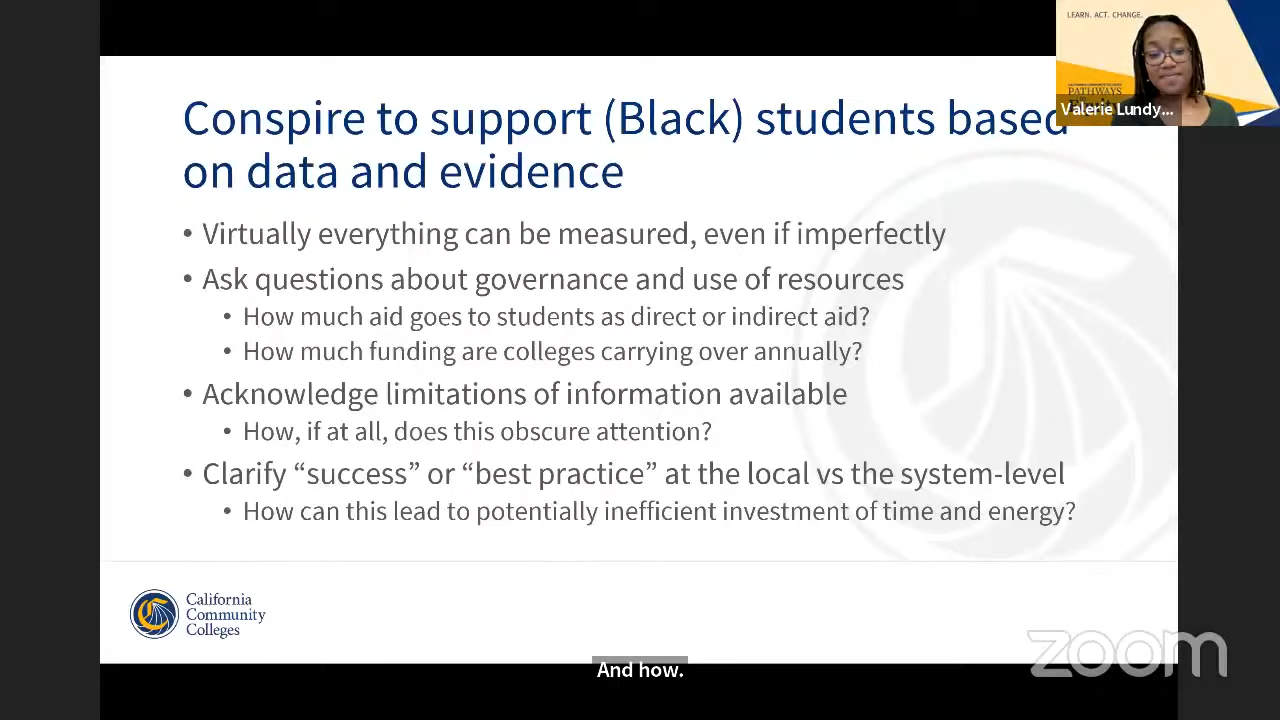 LEARN. ACT. CHANGE.
PATHWAYS
Valerie Lundy...
Conspire to support (Black) students based
on data and evidence
• Virtually everything can be measured, even if imperfectly
• Ask questions about governance and use of resources
• How much aid goes to students as direct or indirect aid?
• How much funding are colleges carrying over annually?
• Acknowledge limitations of information available
• How, if at all, does this obscure attention?
• Clarify “success” or “best practice” at the local vs the system-level
• How can this lead to potentially inefficient investment of time and energy?
California
Community
Colleges
zoom
And how.